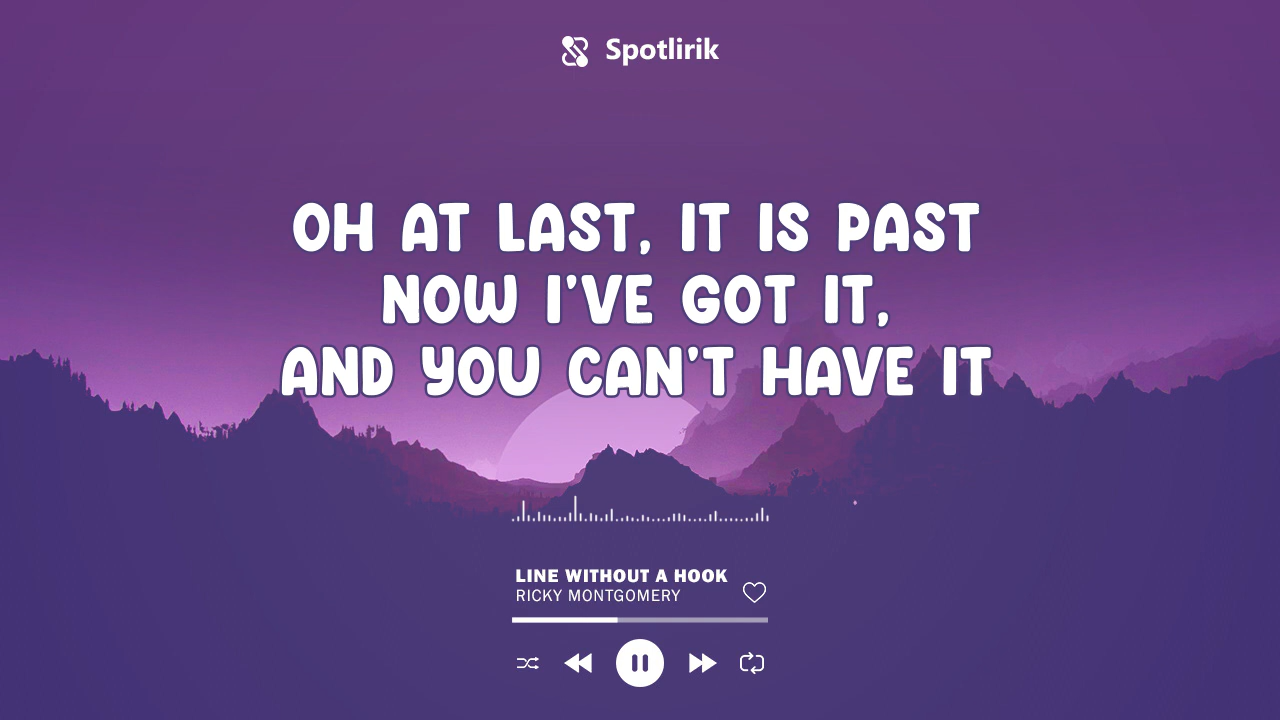 Spotlirik
OH AT LAST, IT IS PAST
NOW I'VE GOT IT,
AND YOU CAN'T HAVE IT
LINE WITHOUT A HOOK
RICKY MONTGOMERY